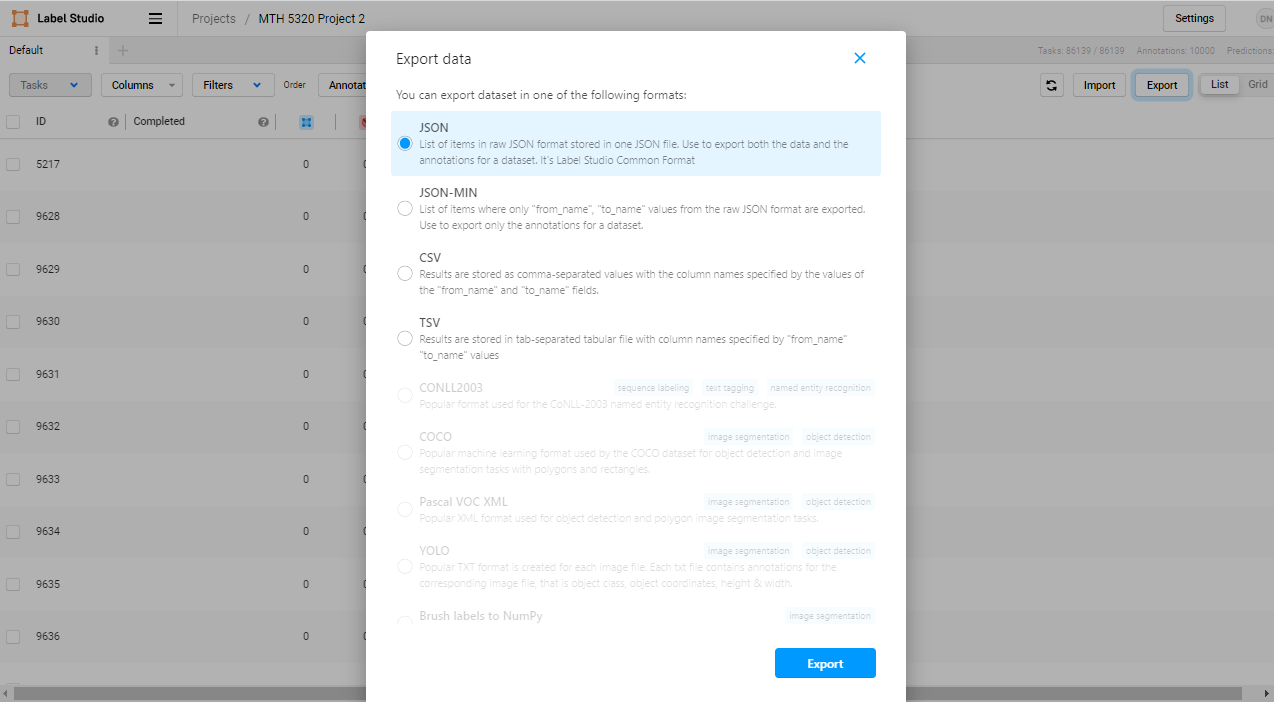 Label Studio
Projects / MTH 5320 Project 2
Settings
DN
Default
Tasks: 86139 / 86139 Annotations: 10000 Predictions:
Tasks Columns Filters Order Annotat
Import Export List Grid
ID Completed
5217 0
9628 0
9629 0
9630 0
9631 0
9632 0
9633 0
9634 0
9635 0
9636 0
Export data
You can export dataset in one of the following formats:
JSON
List of items in raw JSON format stored in one JSON file. Use to export both the data and the
annotations for a dataset. It's Label Studio Common Format
JSON-MIN
List of items where only "from_name", "to_name" values from the raw JSON format are exported.
Use to export only the annotations for a dataset.
CSV
Results are stored as comma-separated values with the column names specified by the values of
the "from_name" and "to_name" fields.
TSV
Results are stored in tab-separated tabular file with column names specified by "from_name"
"to_name" values
CONLL2003 sequence labeling text tagging named entity recognition
Popular format used for the CoNLL-2003 named entity recognition challenge.
COCO image segmentation object detection
Popular machine learning format used by the COCO dataset for object detection and image
segmentation tasks with polygons and rectangles.
Pascal VOC XML image segmentation object detection
Popular XML format used for object detection and polygon image segmentation tasks.
YOLO image segmentation object detection
Popular TXT format is created for each image file. Each txt file contains annotations for the
corresponding image file, that is object class, object coordinates, height & width.
Brush labels to NumPy image segmentation
Export